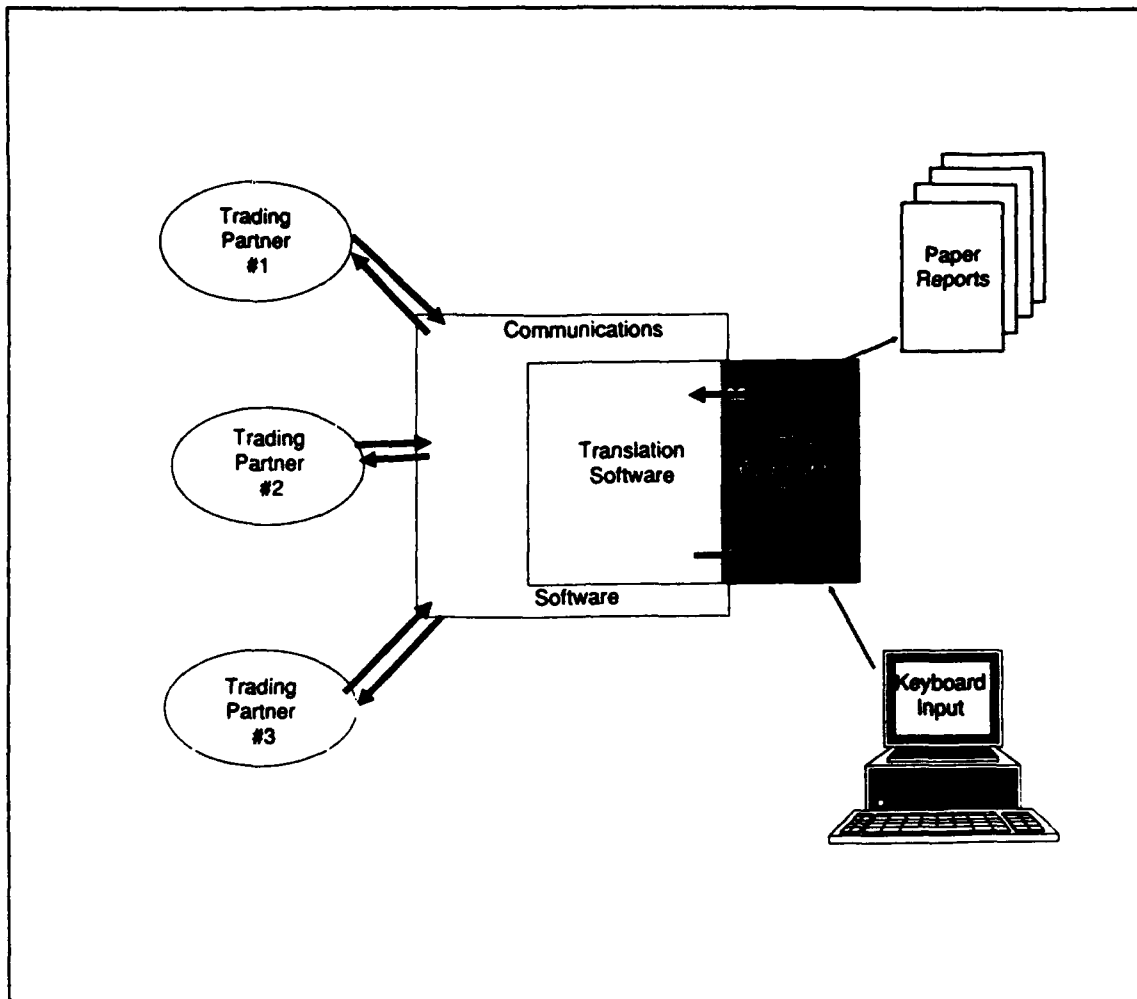 Trading
Partner
#1
Communications
Paper
Reports
Trading
Partner
#2
Translation
Software
Software
Trading
Partner
#3
Keyboard
Input